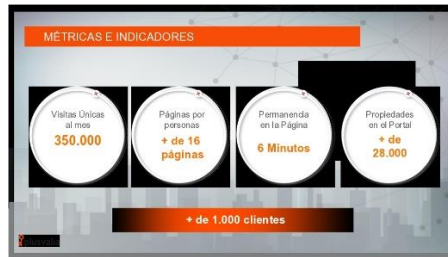 MÉTRICAS E INDICADORES
Visitas Únicas
al mes
350.000
Páginas por
personas
+ de 16
páginas
Permanencia
en la Página
6 Minutos
Propiedades
en el Portal
+ de
28.000
+ de 1.000 clientes
plusvalia